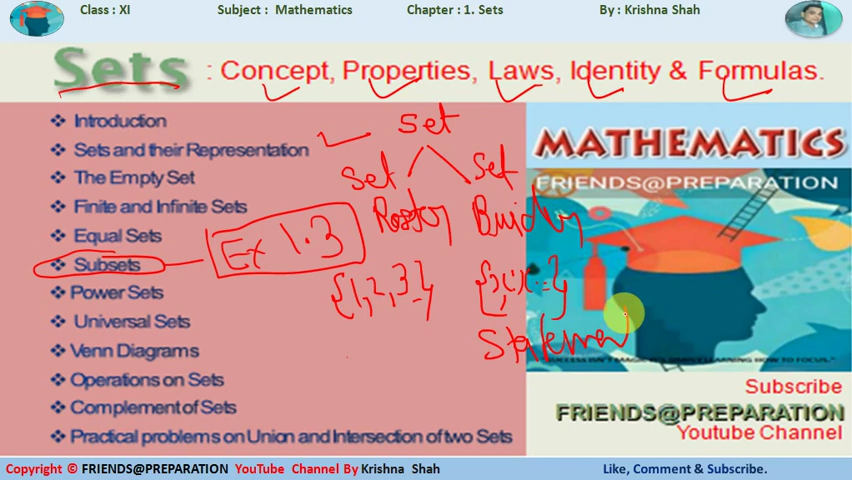 Class : XI Subject : Mathematics Chapter : 1. Sets By : Krishna Shah
Sets : Concept, Properties, Laws, Identity & Formulas.
Introduction
Sets and their Representation
The Empty Set
Finite and Infinite Sets
Equal Sets
Subsets
Power Sets
Universal Sets
Venn Diagrams
Operations on Sets
Complement of Sets
Practical problems on Union and Intersection of two Sets
Set
Set Set
Ex 1.3
{1,2,3}
MATHEMATICS
FRIENDS@PREPARATION
Subscribe
FRIENDS@PREPARATION
Youtube Channel
Copyright © FRIENDS@PREPARATION YouTube Channel By Krishna Shah Like, Comment & Subscribe.